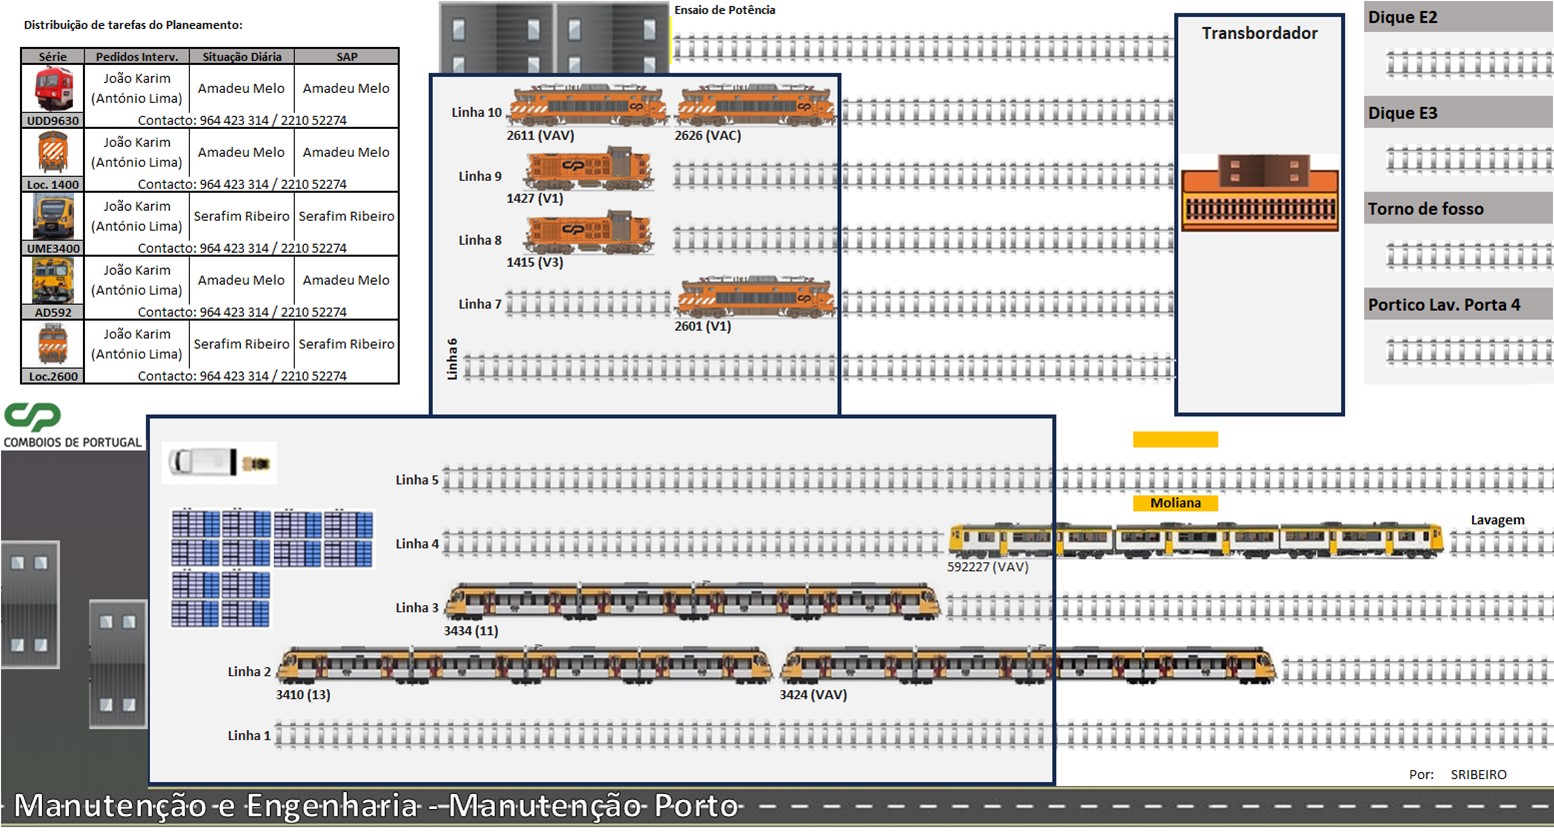 Distribuição de tarefas do Planeamento:
Série Pedidos Interv. Situação Diária SAP
João Karim
(António Lima) Amadeu Melo Amadeu Melo
UDD9630 Contacto: 964 423 314 / 2210 52274
João Karim
(António Lima) Amadeu Melo Amadeu Melo
Loc. 1400 Contacto: 964 423 314 / 2210 52274
João Karim
(António Lima) Serafim Ribeiro Serafim Ribeiro
UME3400 Contacto: 964 423 314 / 2210 52274
João Karim
(António Lima) Amadeu Melo Amadeu Melo
AD592 Contacto: 964 423 314 / 2210 52274
João Karim
(António Lima) Serafim Ribeiro Serafim Ribeiro
Loc.2600 Contacto: 964 423 314 / 2210 52274
CP
COMBOIOS DE PORTUGAL
Ensaio de Potência
Linha 10
2611 (VAV) 2626 (VAC)
Linha 9
1427 (V1)
Linha 8
1415 (V3)
Linha 7
2601 (V1)
Linha 6
Transbordador
Dique E2
Dique E3
Torno de fosso
Portico Lav. Porta 4
Linha 5
Moliana
Linha 4
Lavagem
592227 (VAV)
Linha 3
3434 (11)
Linha 2
3410 (13) 3424 (VAV)
Linha 1
Por: SRIBEIRO
Manutenção e Engenharia - Manutenção Porto